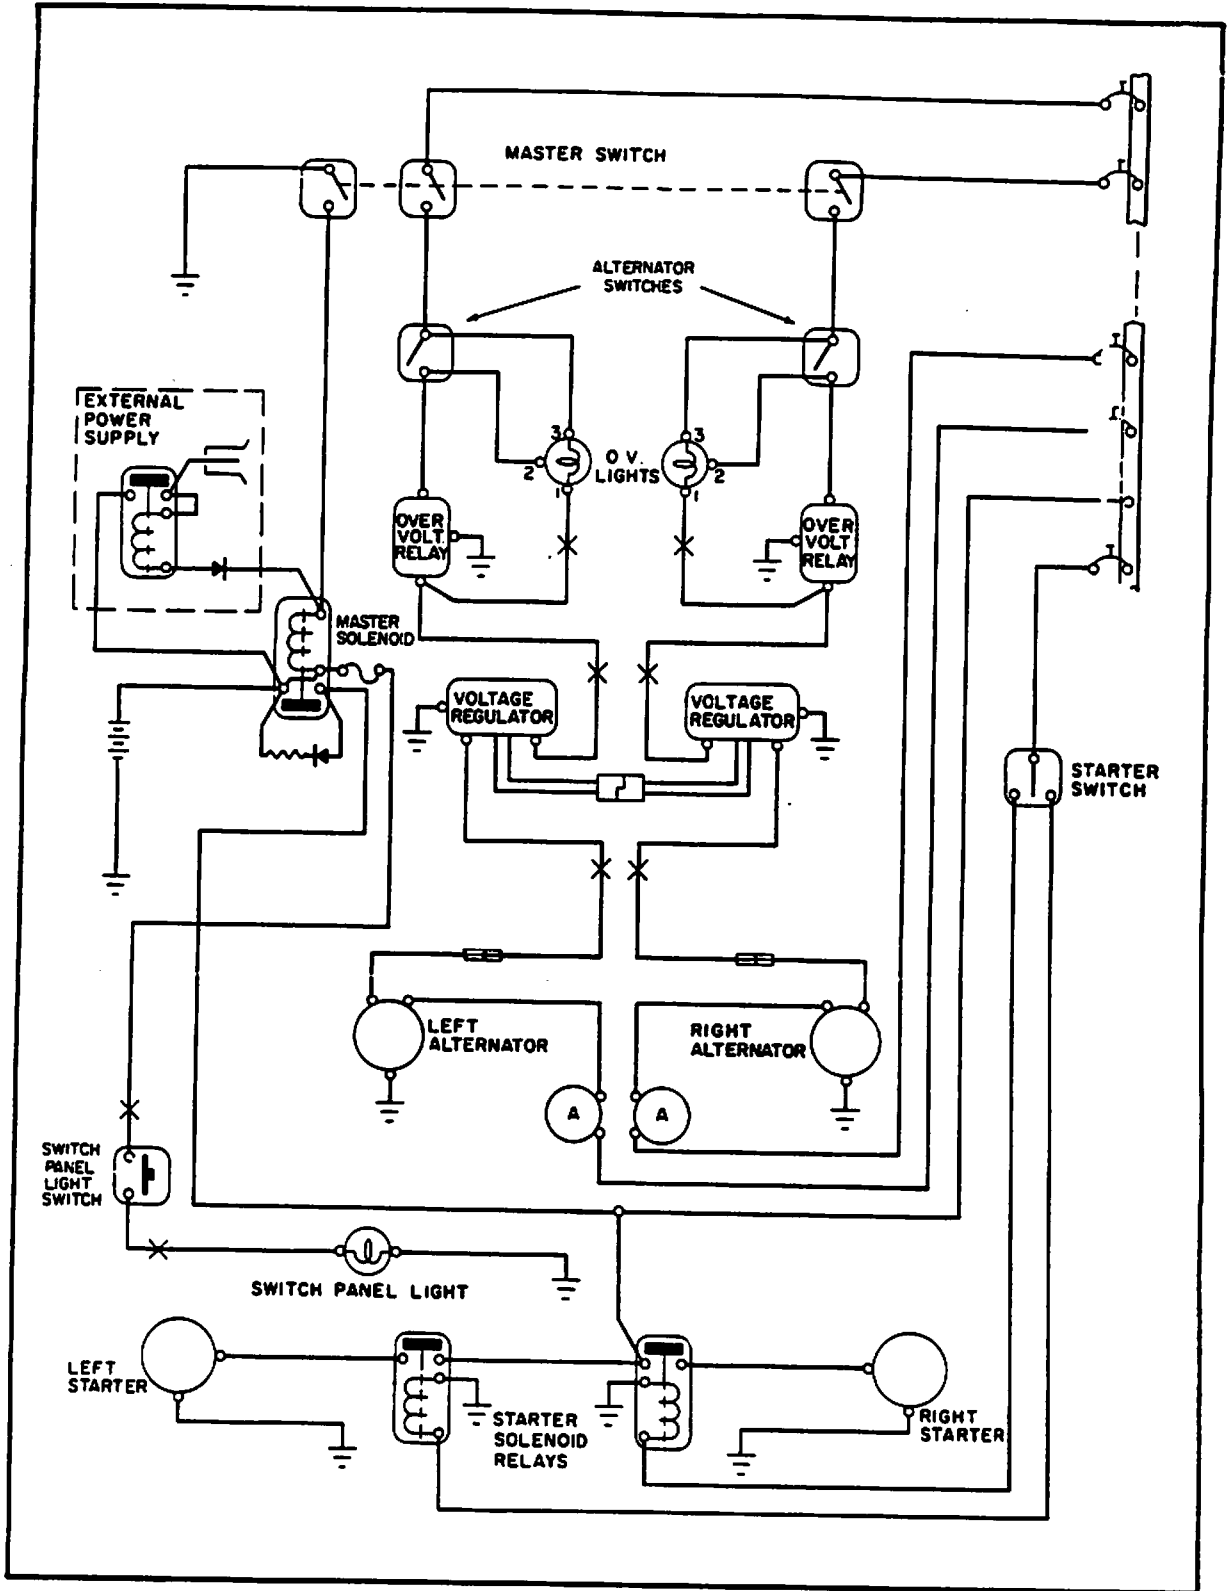 MASTER SWITCH
ALTERNATOR
SWITCHES
EXTERNAL
POWER
SUPPLY
3
2
1
O V.
LIGHTS
3
2
1
OVER
VOLT.
RELAY
OVER
VOLT
RELAY
MASTER
SOLENOID
VOLTAGE
REGULATOR
VOLTAGE
REGULATOR
STARTER
SWITCH
LEFT
ALTERNATOR
RIGHT
ALTERNATOR
A
A
SWITCH
PANEL
LIGHT
SWITCH
SWITCH PANEL LIGHT
LEFT
STARTER
STARTER
SOLENOID
RELAYS
RIGHT
STARTER